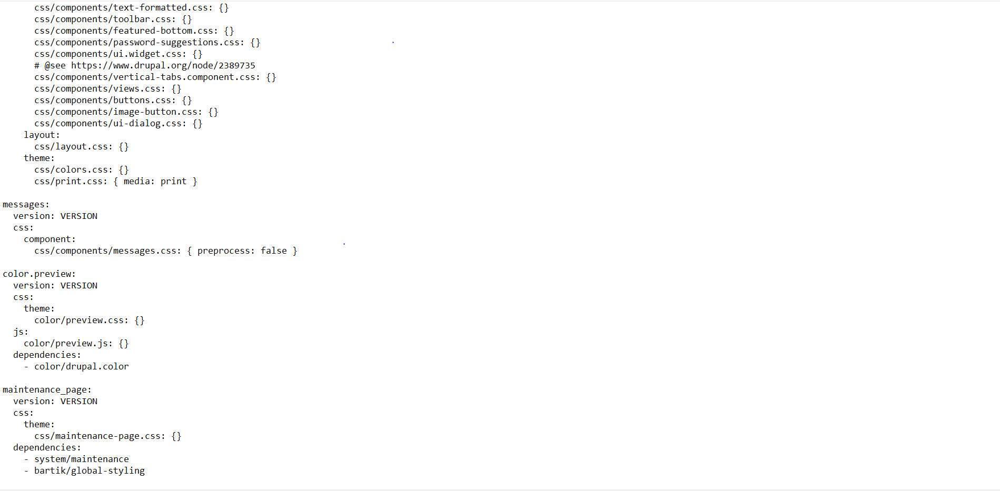 css/components/text-formatted.css: {}
css/components/toolbar.css: {}
css/components/featured-bottom.css: {}
css/components/password-suggestions.css: {}
css/components/ui.widget.css: {}
# @see https://www.drupal.org/node/2389735
css/components/vertical-tabs.component.css: {}
css/components/views.css: {}
css/components/buttons.css: {}
css/components/image-button.css: {}
css/components/ui-dialog.css: {}
layout:
css/layout.css: {}
theme:
css/colors.css: {}
css/print.css: { media: print }
messages:
version: VERSION
css:
component:
css/components/messages.css: { preprocess: false }
color.preview:
version: VERSION
css:
theme:
color/preview.css: {}
js:
color/preview.js: {}
dependencies:
- color/drupal.color
maintenance_page:
version: VERSION
css:
theme:
css/maintenance-page.css: {}
dependencies:
- system/maintenance
- bartik/global-styling